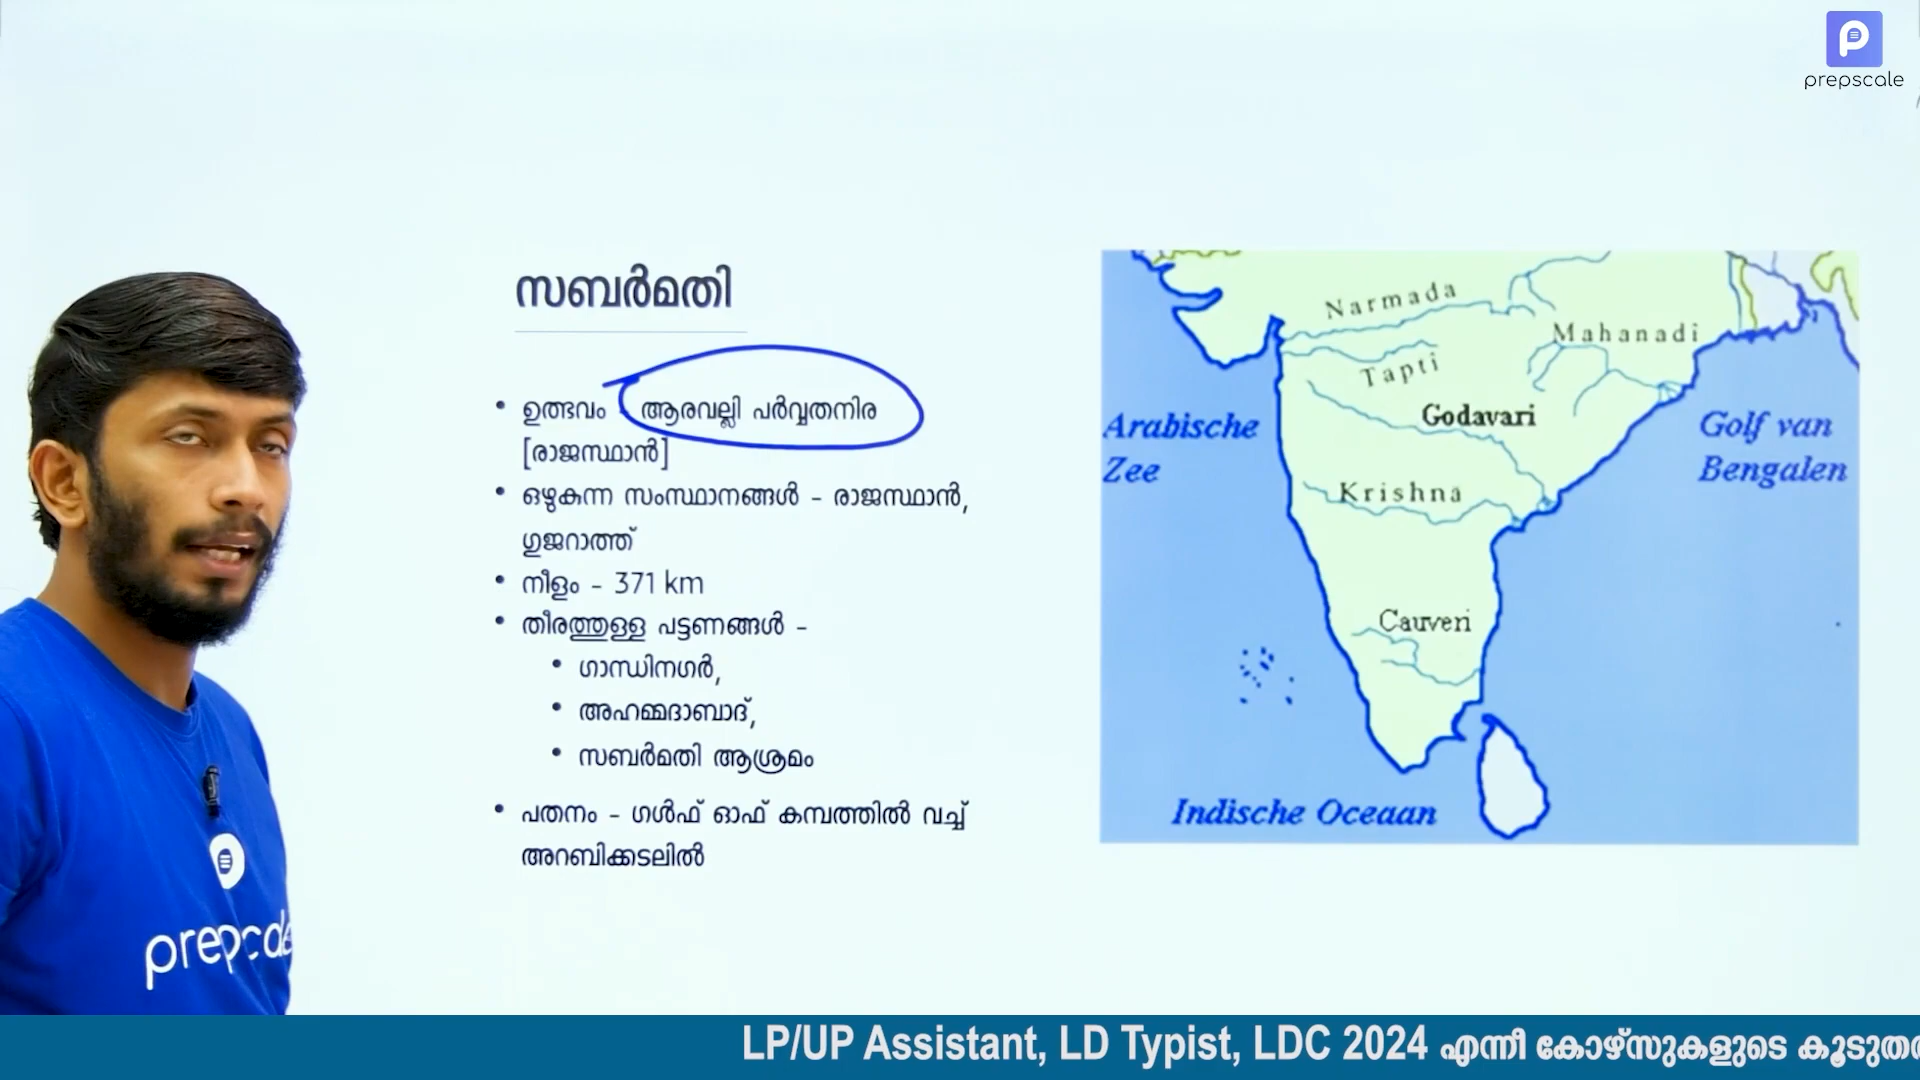 prepscale
സബർമതി
• ഉത്ഭവം - ആരവല്ലി പർവ്വതനിര
[രാജസ്ഥാൻ]
• ഒഴുകുന്ന സംസ്ഥാനങ്ങൾ - രാജസ്ഥാൻ,
ഗുജറാത്ത്
• നീളം - 371 km
• തീരത്തുള്ള പട്ടണങ്ങൾ -
• ഗാന്ധിനഗർ,
• അഹമ്മദാബാദ്,
• സബർമതി ആശ്രമം
• പതനം - ഗൾഫ് ഓഫ് കമ്പത്തിൽ വച്ച്
അറബിക്കടലിൽ
Narmada
Mahanadi
Tapti
Godavari
Arabische
Zee
Golf van
Bengalen
Krishna
Cauveri
Indische Oceaan
prepscale
LP/UP Assistant, LD Typist, LDC 2024 എന്നീ കോഴ്സുകളുടെ